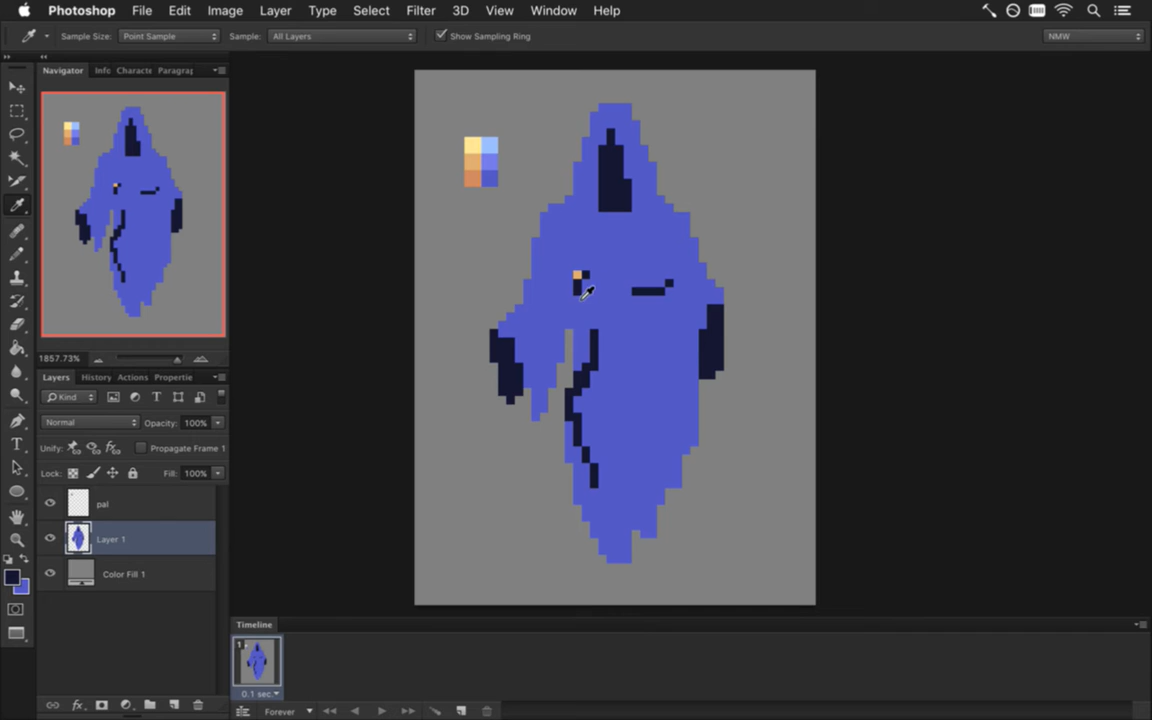 Photoshop File Edit Image Layer Type Select Filter 3D View Window Help
Sample Size: Point Sample Sample: All Layers Show Sampling Ring NMW
Navigator Info Characte Paragrap
1857.73%
Layers History Actions Propertie
Kind
Normal Opacity: 100%
Unify: Propagate Frame 1
Lock: Fill: 100%
pal
Layer 1
Color Fill 1
fx
Timeline
1
0.1 sec.
Forever